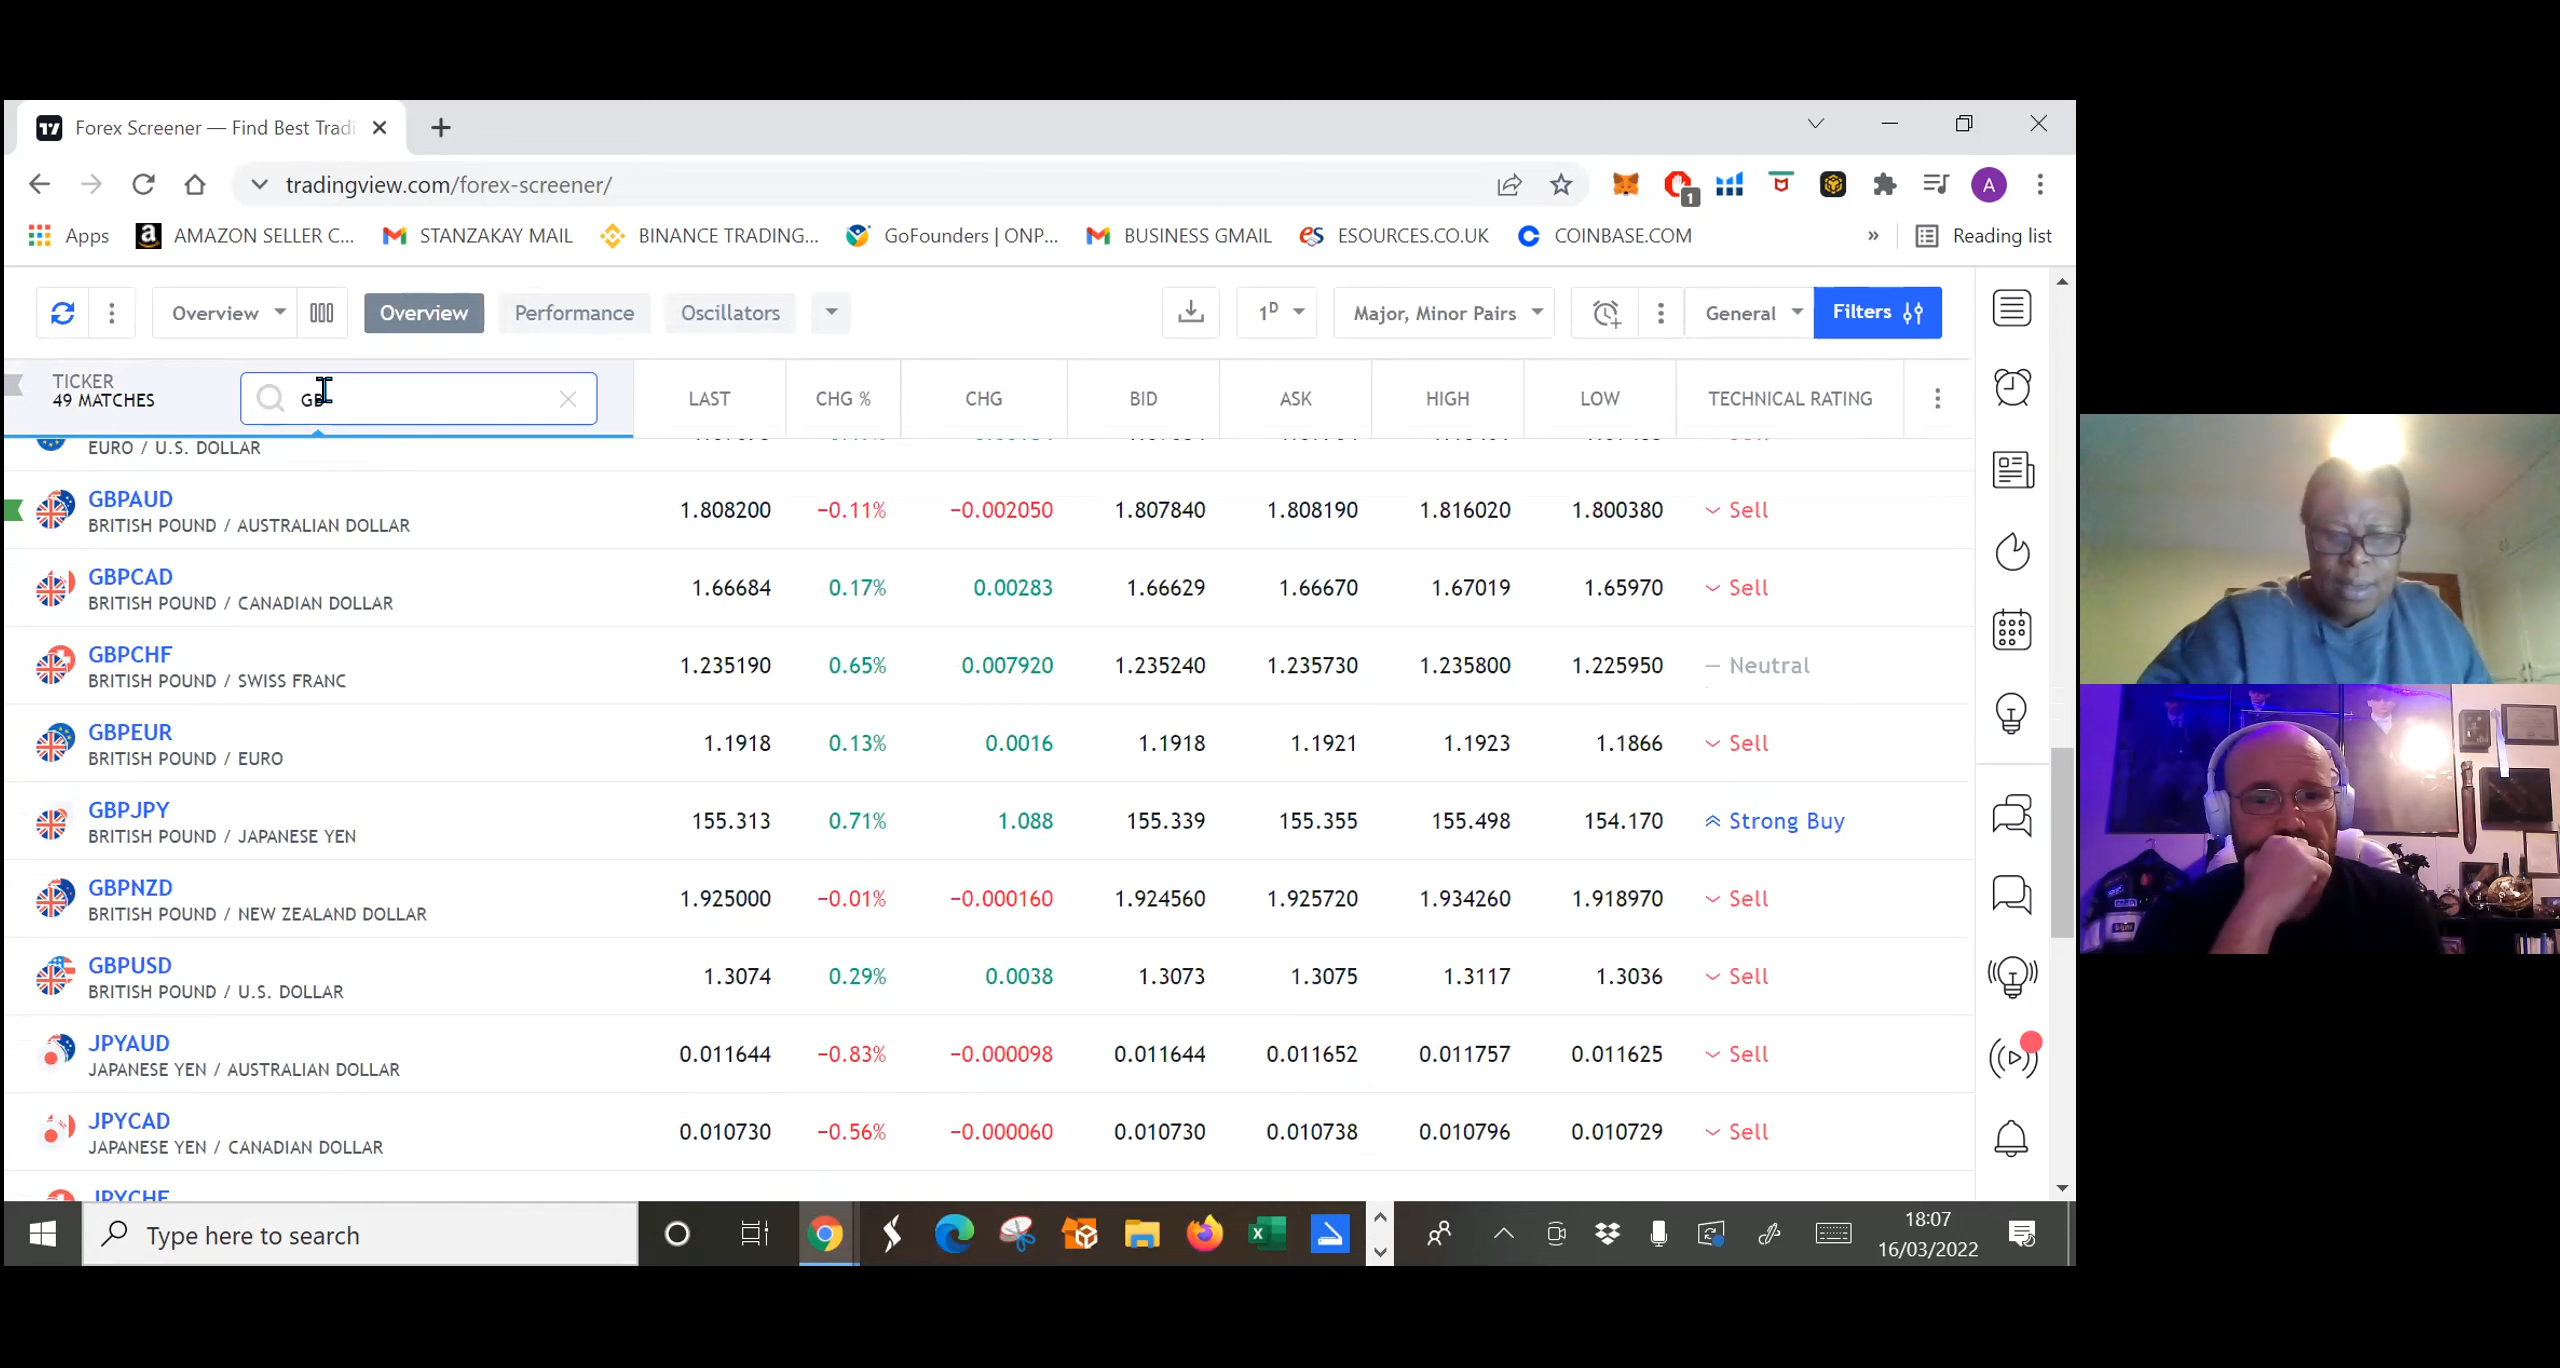 Forex Screener — Find Best Tradi
tradingview.com/forex-screener/
1
A
Apps
AMAZON SELLER C...
STANZAKAY MAIL
BINANCE TRADING...
GoFounders | ONP...
BUSINESS GMAIL
ESOURCES.CO.UK
COINBASE.COM
»
Reading list
Overview
Overview
Performance
Oscillators
1D
Major, Minor Pairs
General
Filters
TICKER
49 MATCHES
GB
LAST
CHG %
CHG
BID
ASK
HIGH
LOW
TECHNICAL RATING
EURO / U.S. DOLLAR
GBPAUD
BRITISH POUND / AUSTRALIAN DOLLAR
1.808200 −0.11% −0.002050 1.807840 1.808190 1.816020 1.800380 Sell
GBPCAD
BRITISH POUND / CANADIAN DOLLAR
1.66684 0.17% 0.00283 1.66629 1.66670 1.67019 1.65970 Sell
GBPCHF
BRITISH POUND / SWISS FRANC
1.235190 0.65% 0.007920 1.235240 1.235730 1.235800 1.225950 — Neutral
GBPEUR
BRITISH POUND / EURO
1.1918 0.13% 0.0016 1.1918 1.1921 1.1923 1.1866 Sell
GBPJPY
BRITISH POUND / JAPANESE YEN
155.313 0.71% 1.088 155.339 155.355 155.498 154.170 Strong Buy
GBPNZD
BRITISH POUND / NEW ZEALAND DOLLAR
1.925000 −0.01% −0.000160 1.924560 1.925720 1.934260 1.918970 Sell
GBPUSD
BRITISH POUND / U.S. DOLLAR
1.3074 0.29% 0.0038 1.3073 1.3075 1.3117 1.3036 Sell
JPYAUD
JAPANESE YEN / AUSTRALIAN DOLLAR
0.011644 −0.83% −0.000098 0.011644 0.011652 0.011757 0.011625 Sell
JPYCAD
JAPANESE YEN / CANADIAN DOLLAR
0.010730 −0.56% −0.000060 0.010730 0.010738 0.010796 0.010729 Sell
JPYCHF
Type here to search
18:07
16/03/2022